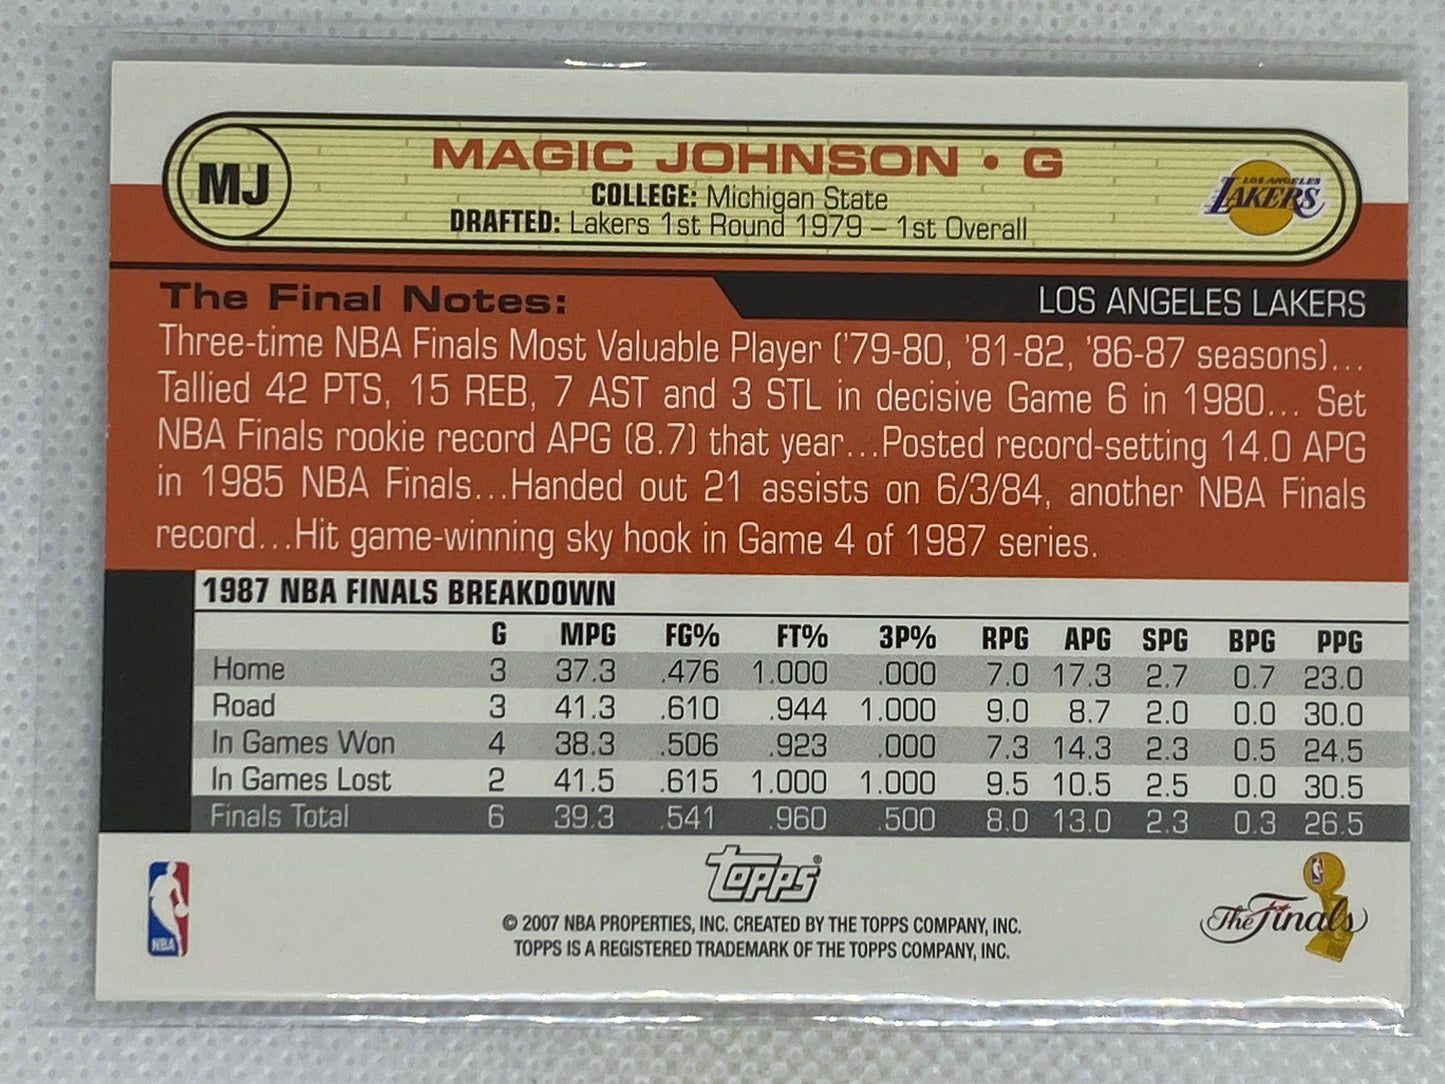 MJ
MAGIC JOHNSON • G
COLLEGE: Michigan State
DRAFTED: Lakers 1st Round 1979 – 1st Overall
LOS ANGELES
LAKERS
The Final Notes:
LOS ANGELES LAKERS
Three-time NBA Finals Most Valuable Player ('79-80, '81-82, '86-87 seasons)...
Tallied 42 PTS, 15 REB, 7 AST and 3 STL in decisive Game 6 in 1980... Set
NBA Finals rookie record APG (8.7) that year...Posted record-setting 14.0 APG
in 1985 NBA Finals...Handed out 21 assists on 6/3/84, another NBA Finals
record...Hit game-winning sky hook in Game 4 of 1987 series.
1987 NBA FINALS BREAKDOWN
G MPG FG% FT% 3P% RPG APG SPG BPG PPG
Home 3 37.3 .476 1.000 .000 7.0 17.3 2.7 0.7 23.0
Road 3 41.3 .610 .944 1.000 9.0 8.7 2.0 0.0 30.0
In Games Won 4 38.3 .506 .923 .000 7.3 14.3 2.3 0.5 24.5
In Games Lost 2 41.5 .615 1.000 1.000 9.5 10.5 2.5 0.0 30.5
Finals Total 6 39.3 .541 .960 .500 8.0 13.0 2.3 0.3 26.5
NBA
Topps®
© 2007 NBA PROPERTIES, INC. CREATED BY THE TOPPS COMPANY, INC.
TOPPS IS A REGISTERED TRADEMARK OF THE TOPPS COMPANY, INC.
The Finals